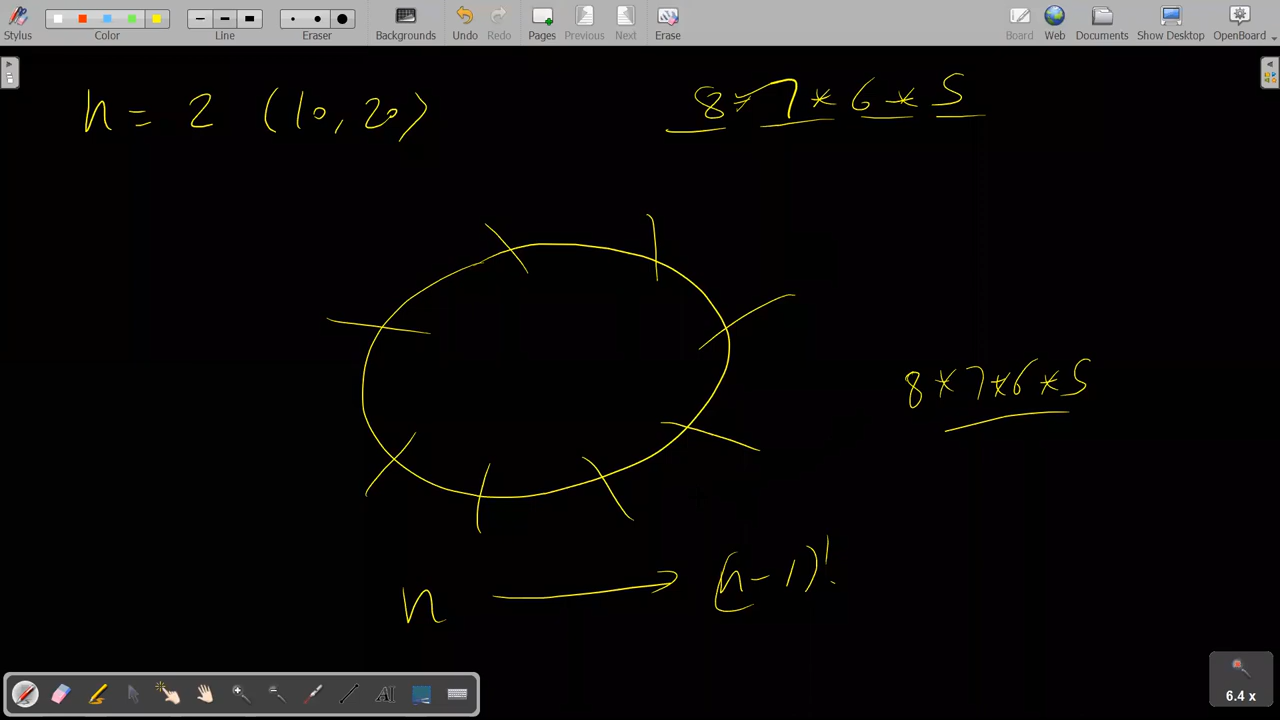 Stylus Color Line Eraser Backgrounds Undo Redo Pages Previous Next Erase Board Web Documents Show Desktop OpenBoard
n = 2 (10, 20)
8 * 7 * 6 * 5
8 * 7 * 6 * 5
n → (n - 1)!
AI
6.4 x